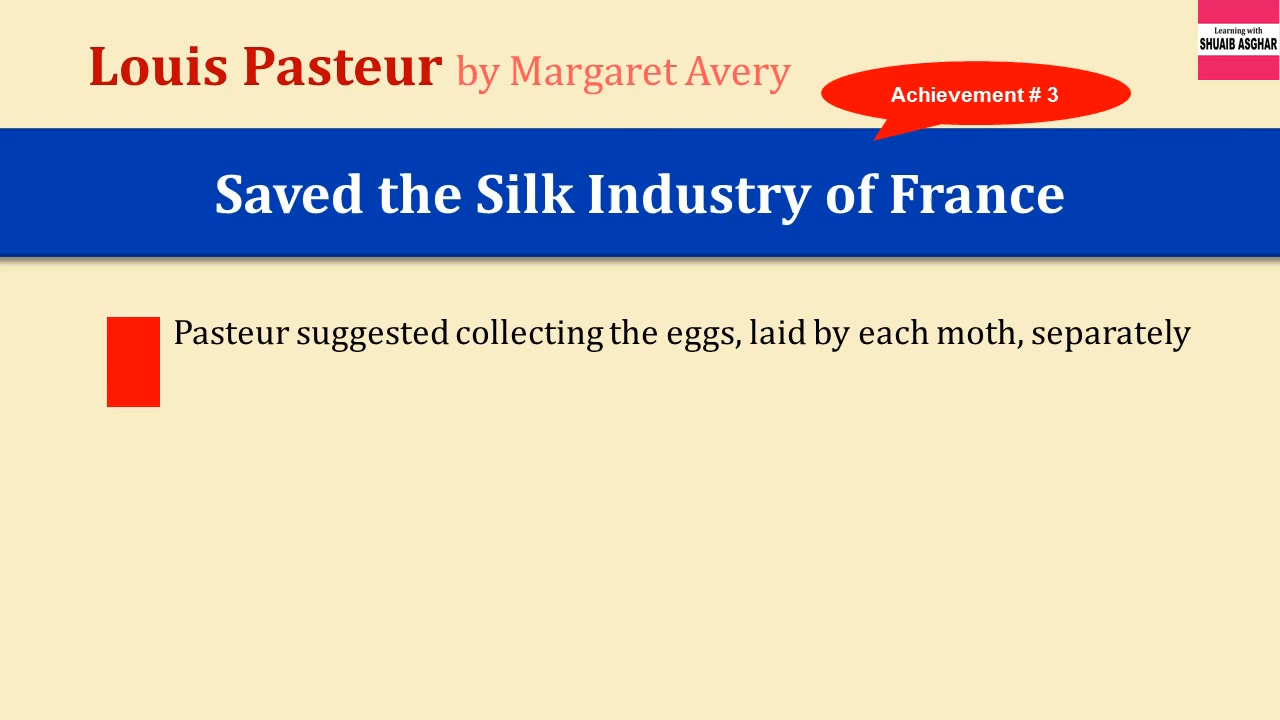 Learning with
SHUAIB ASGHAR
Louis Pasteur by Margaret Avery
Achievement # 3
Saved the Silk Industry of France
Pasteur suggested collecting the eggs, laid by each moth, separately